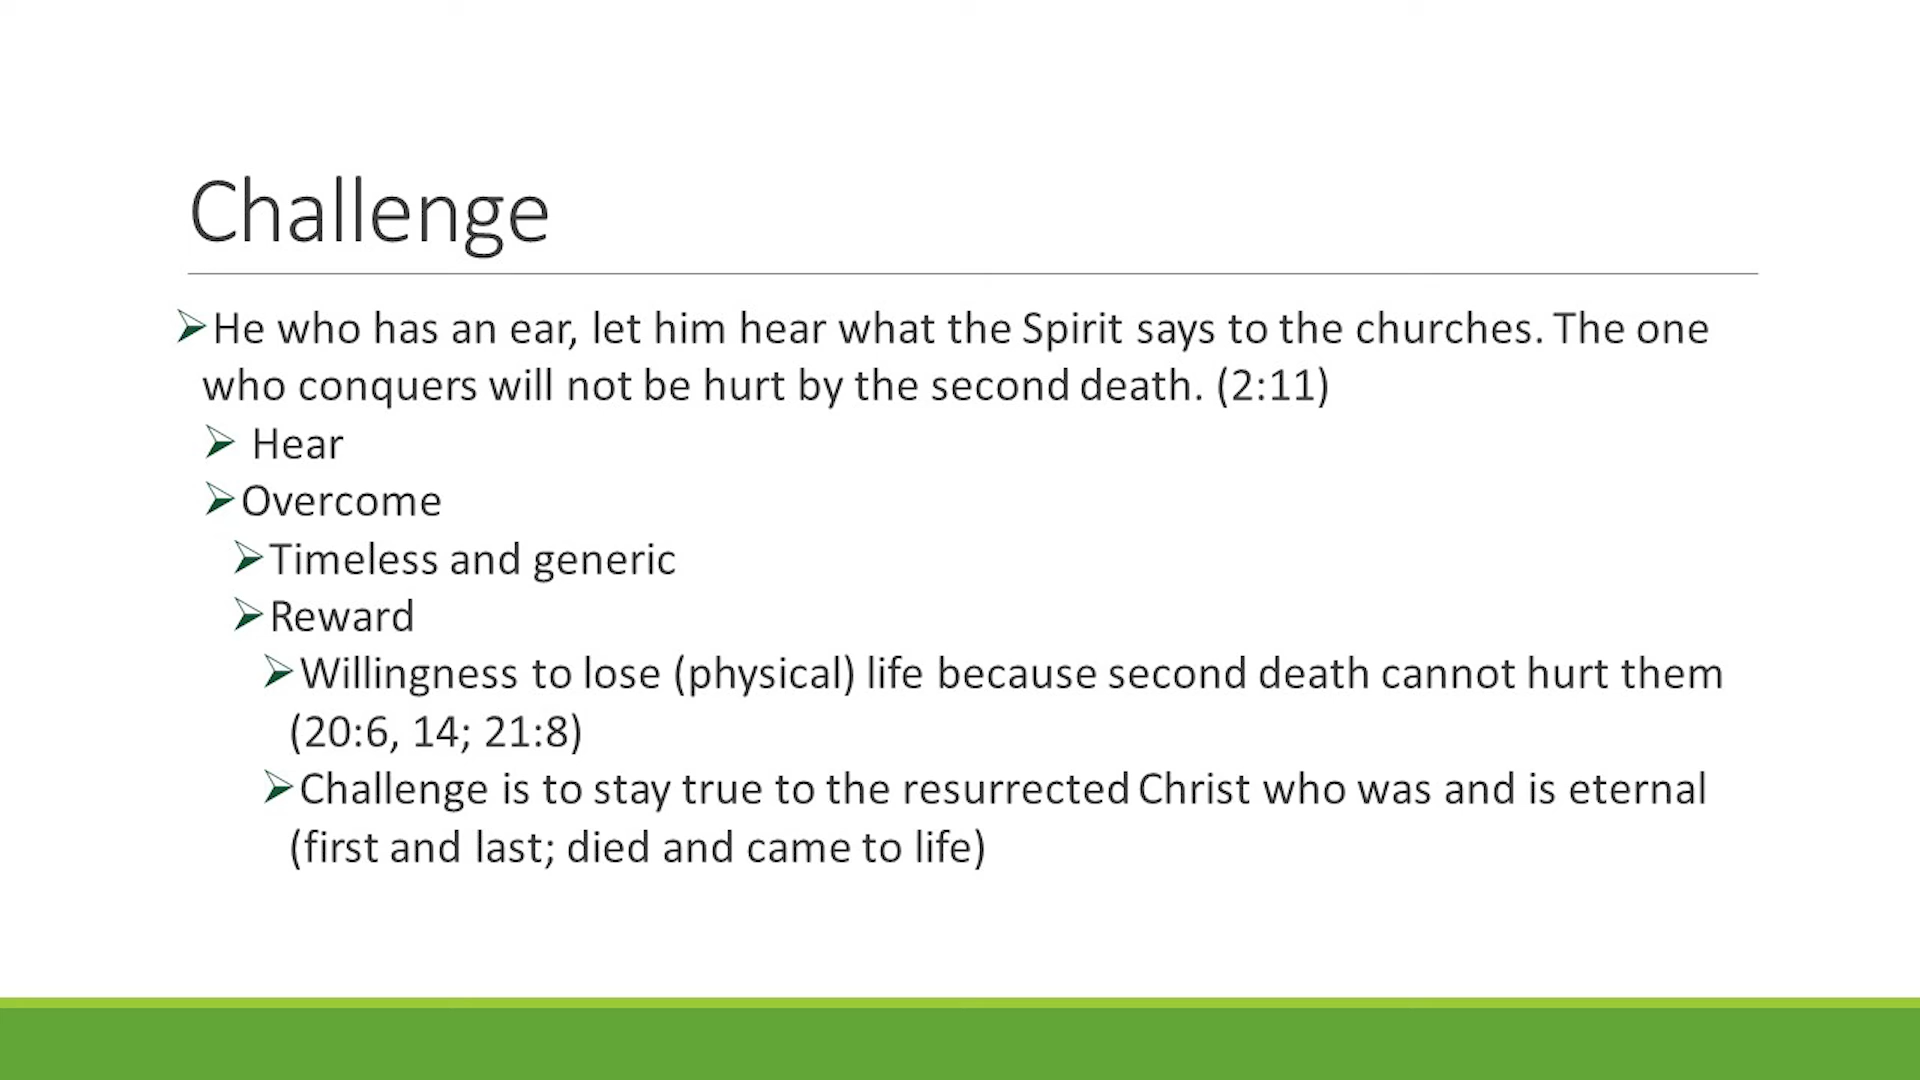 Challenge
➢He who has an ear, let him hear what the Spirit says to the churches. The one
who conquers will not be hurt by the second death. (2:11)
➢ Hear
➢Overcome
➢Timeless and generic
➢Reward
➢Willingness to lose (physical) life because second death cannot hurt them
(20:6, 14; 21:8)
➢Challenge is to stay true to the resurrected Christ who was and is eternal
(first and last; died and came to life)